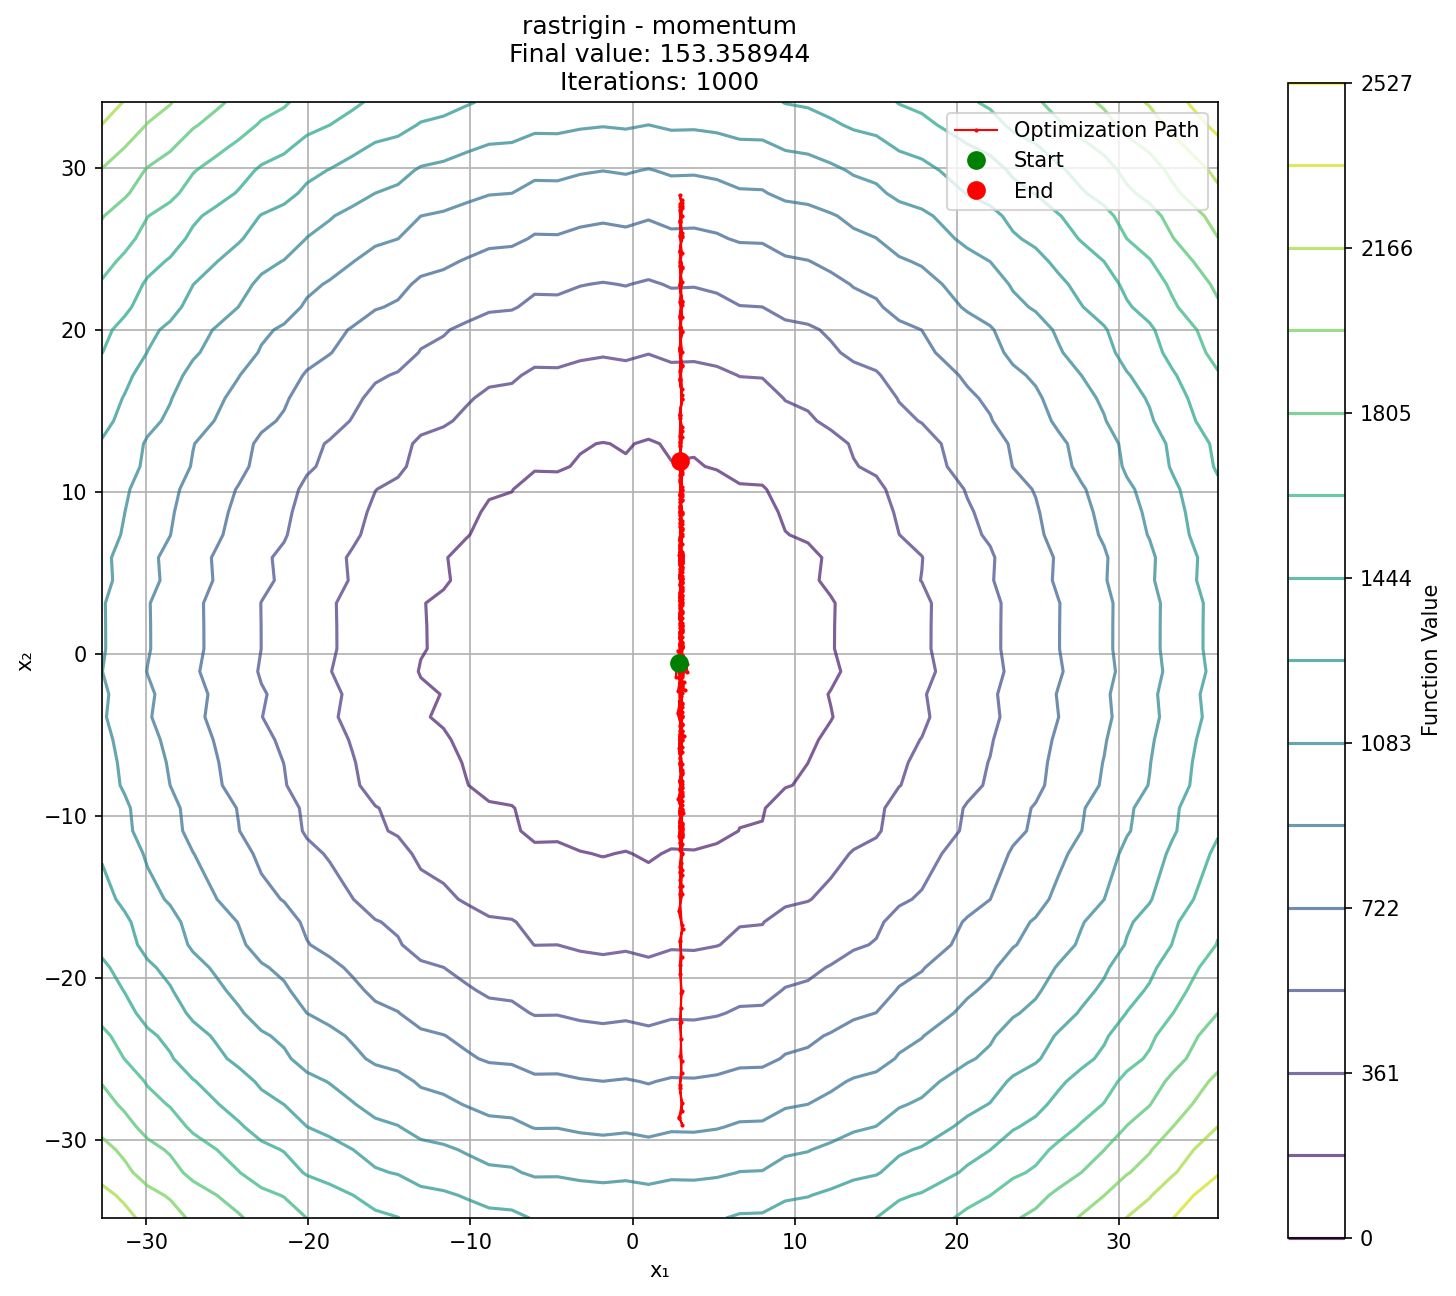 rastrigin - momentum
Final value: 153.358944
Iterations: 1000
Optimization Path
Start
End
30
20
10
0
−10
−20
−30
x₂
−30
−20
−10
0
10
20
30
x₁
2527
2166
1805
1444
1083
722
361
0
Function Value